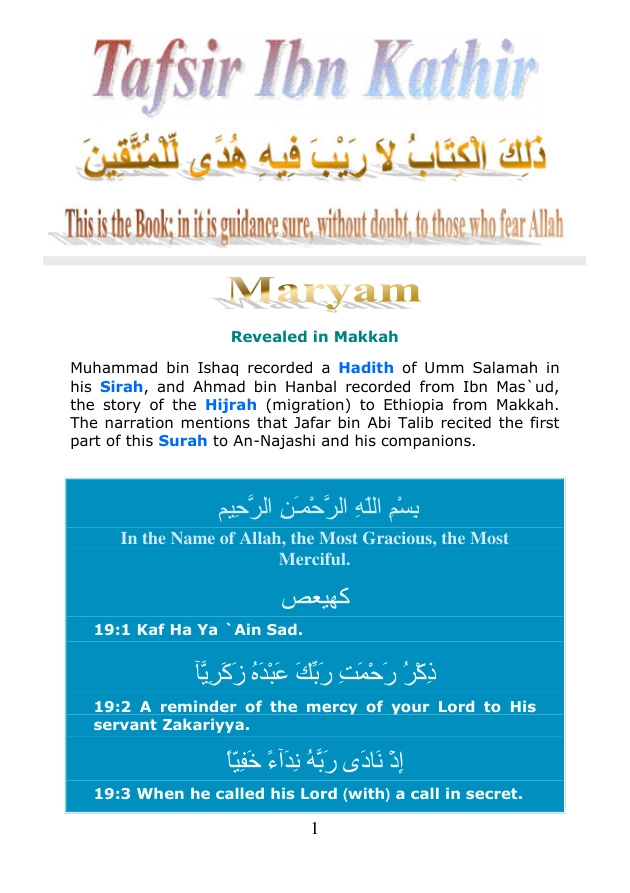 Tafsir Ibn Kathir
ذَلِكَ الْكِتَابُ لاَ رَيْبَ فِيهِ هُدًى لِّلْمُتَّقِينَ
This is the Book; in it is guidance sure, without doubt, to those who fear Allah
Maryam
Revealed in Makkah
Muhammad bin Ishaq recorded a Hadith of Umm Salamah in
his Sirah, and Ahmad bin Hanbal recorded from Ibn Mas`ud,
the story of the Hijrah (migration) to Ethiopia from Makkah.
The narration mentions that Jafar bin Abi Talib recited the first
part of this Surah to An-Najashi and his companions.
بِسْمِ اللَّهِ الرَّحْمَـنِ الرَّحِيمِ
In the Name of Allah, the Most Gracious, the Most
Merciful.
كهيعص
19:1 Kaf Ha Ya `Ain Sad.
ذِكْرُ رَحْمَتِ رَبِّكَ عَبْدَهُ زَكَرِيَّآ
19:2 A reminder of the mercy of your Lord to His
servant Zakariyya.
إِذْ نَادَى رَبَّهُ نِدَآءً خَفِيّاً
19:3 When he called his Lord (with) a call in secret.
1